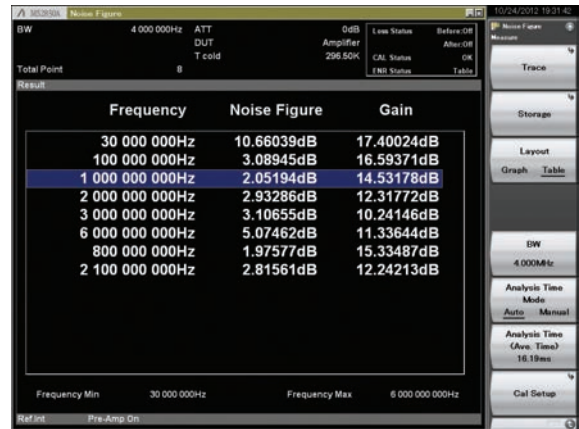 MS2850A Noise Figure
10/24/2012 19:31:42
BW 4 000 000Hz ATT 0dB
DUT Amplifier
T cold 296.50K
Total Point 8
Loss Status Before:Off
After:Off
CAL Status OK
ENR Status Table
Result
Frequency Noise Figure Gain
30 000 000Hz 10.66039dB 17.40024dB
100 000 000Hz 3.08945dB 16.59371dB
1 000 000 000Hz 2.05194dB 14.53178dB
2 000 000 000Hz 2.93286dB 12.31772dB
3 000 000 000Hz 3.10655dB 10.24146dB
6 000 000 000Hz 5.07462dB 11.33644dB
800 000 000Hz 1.97577dB 15.33487dB
2 100 000 000Hz 2.81561dB 12.24213dB
Frequency Min 30 000 000Hz Frequency Max 6 000 000 000Hz
Ref.Int Pre-Amp On
Noise Figure
Measure
Trace
Storage
Layout
Graph Table
BW
4.000MHz
Analysis Time
Mode
Auto Manual
Analysis Time
(Ave. Time)
16.19ms
Cal Setup